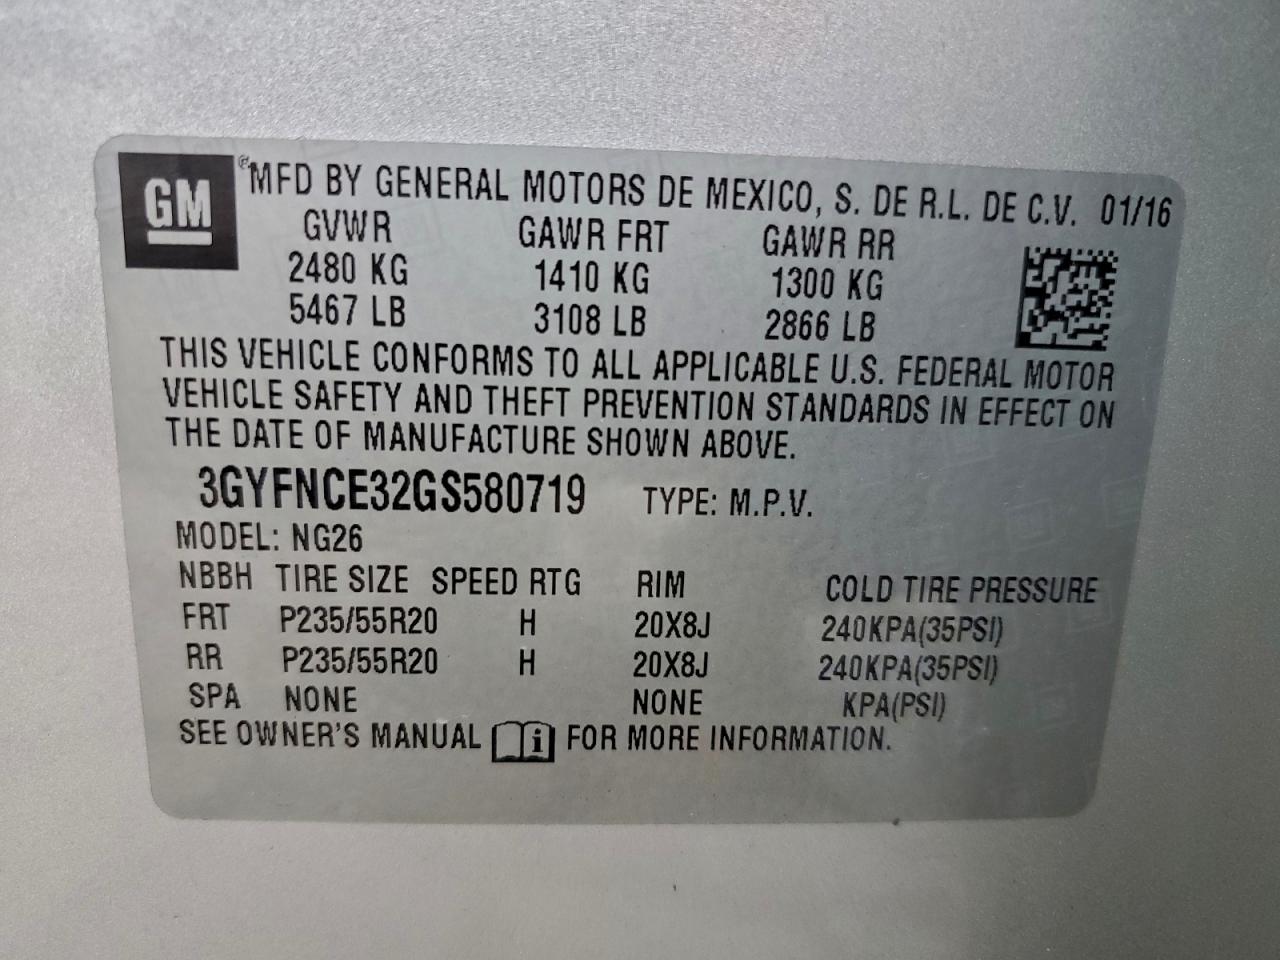 GM
® MFD BY GENERAL MOTORS DE MEXICO, S. DE R.L. DE C.V. 01/16
GVWR GAWR FRT GAWR RR
2480 KG 1410 KG 1300 KG
5467 LB 3108 LB 2866 LB
THIS VEHICLE CONFORMS TO ALL APPLICABLE U.S. FEDERAL MOTOR
VEHICLE SAFETY AND THEFT PREVENTION STANDARDS IN EFFECT ON
THE DATE OF MANUFACTURE SHOWN ABOVE.
3GYFNCE32GS580719 TYPE: M.P.V.
MODEL: NG26
NBBH TIRE SIZE SPEED RTG RIM COLD TIRE PRESSURE
FRT P235/55R20 H 20X8J 240KPA(35PSI)
RR P235/55R20 H 20X8J 240KPA(35PSI)
SPA NONE NONE KPA(PSI)
SEE OWNER'S MANUAL i FOR MORE INFORMATION.